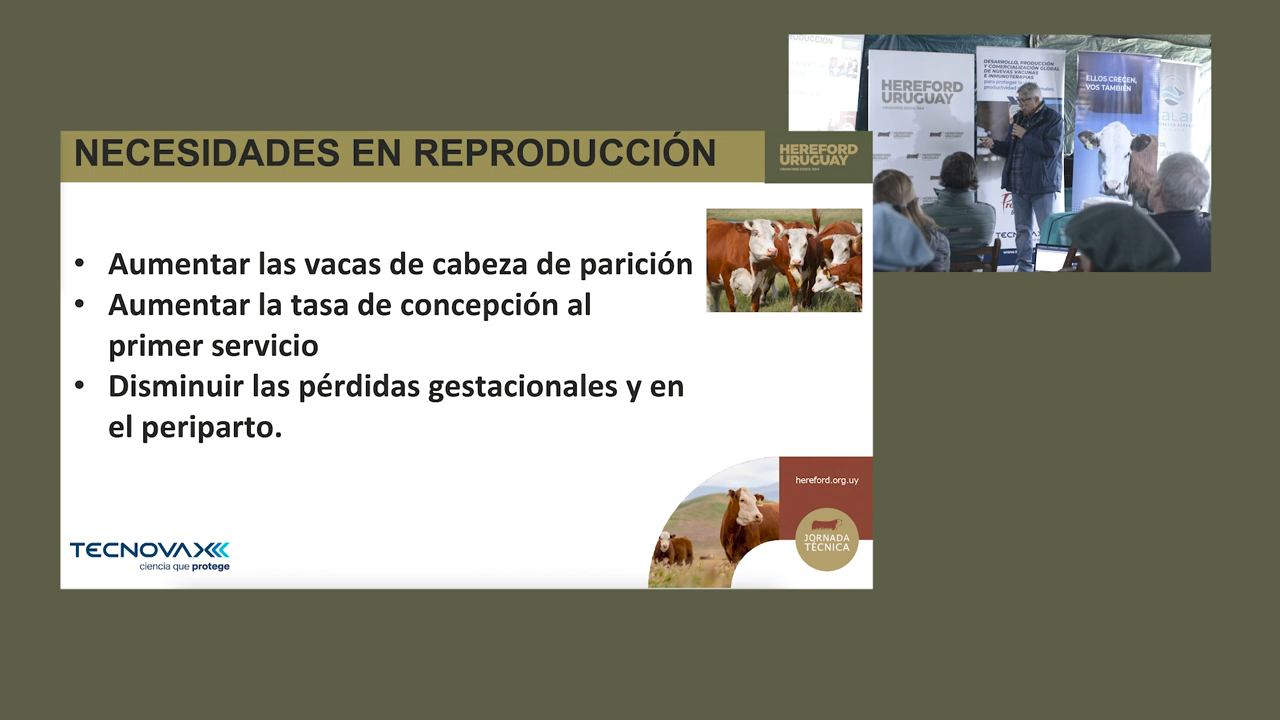 NECESIDADES EN REPRODUCCIÓN
HEREFORD
URUGUAY
• Aumentar las vacas de cabeza de parición
• Aumentar la tasa de concepción al
primer servicio
• Disminuir las pérdidas gestacionales y en
el periparto.
TECNOVAX
ciencia que protege
hereford.org.uy
JORNADA
TÉCNICA
HEREFORD
URUGUAY
DESARROLLO, PRODUCCIÓN
Y COMERCIALIZACIÓN GLOBAL
DE NUEVAS VACUNAS
E INMUNOTERAPIAS
para proteger
productividad
ELLOS CRECEN,
VOS TAMBIÉN